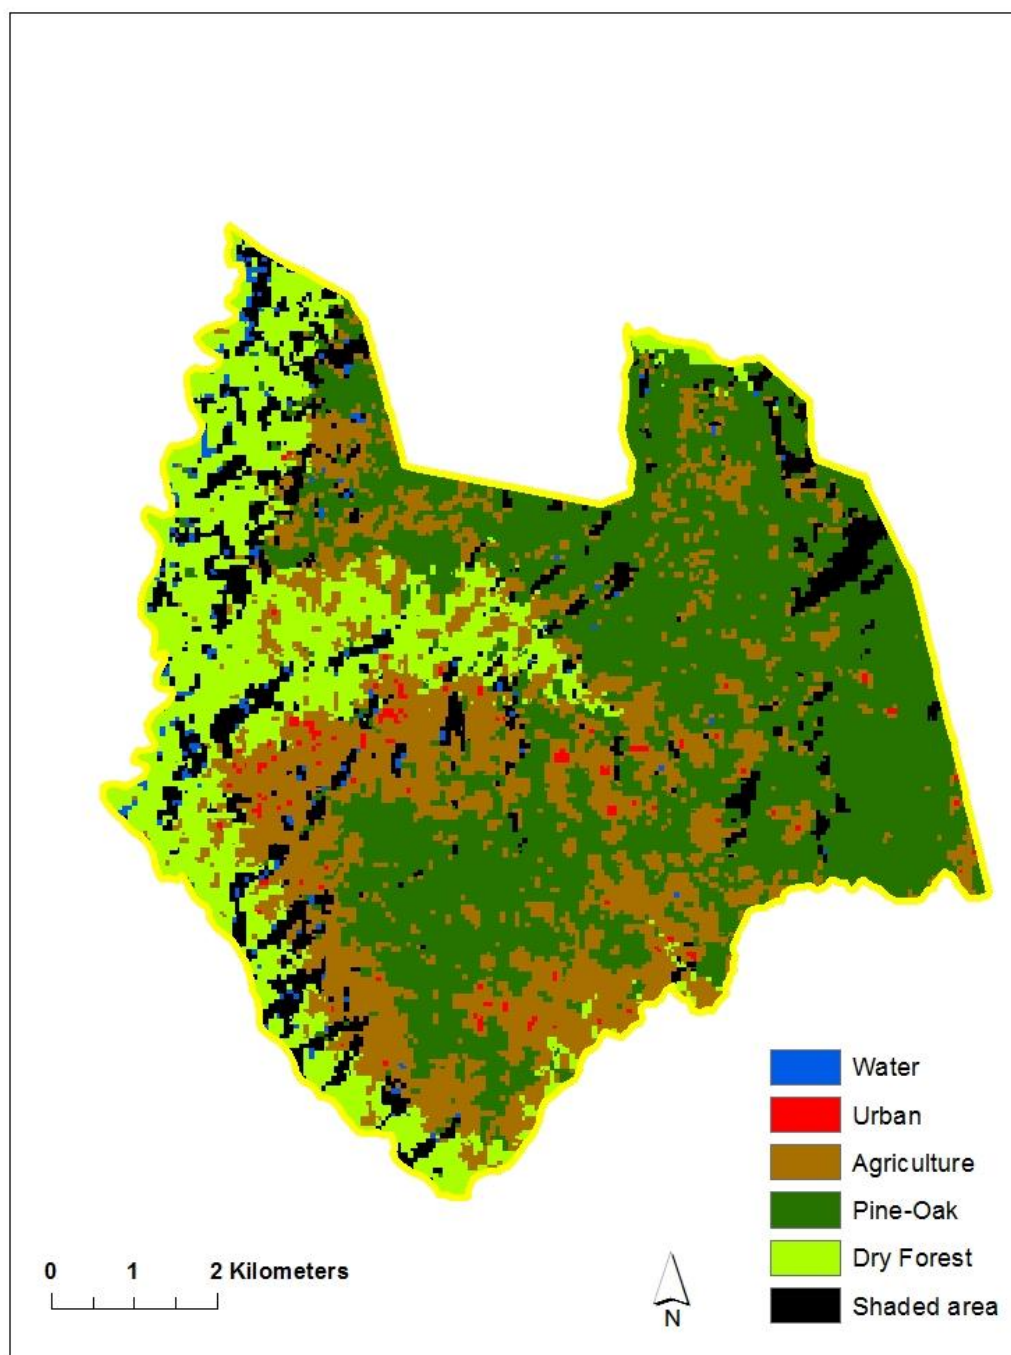 Water
Urban
Agriculture
Pine-Oak
Dry Forest
Shaded area
0 1 2 Kilometers
N